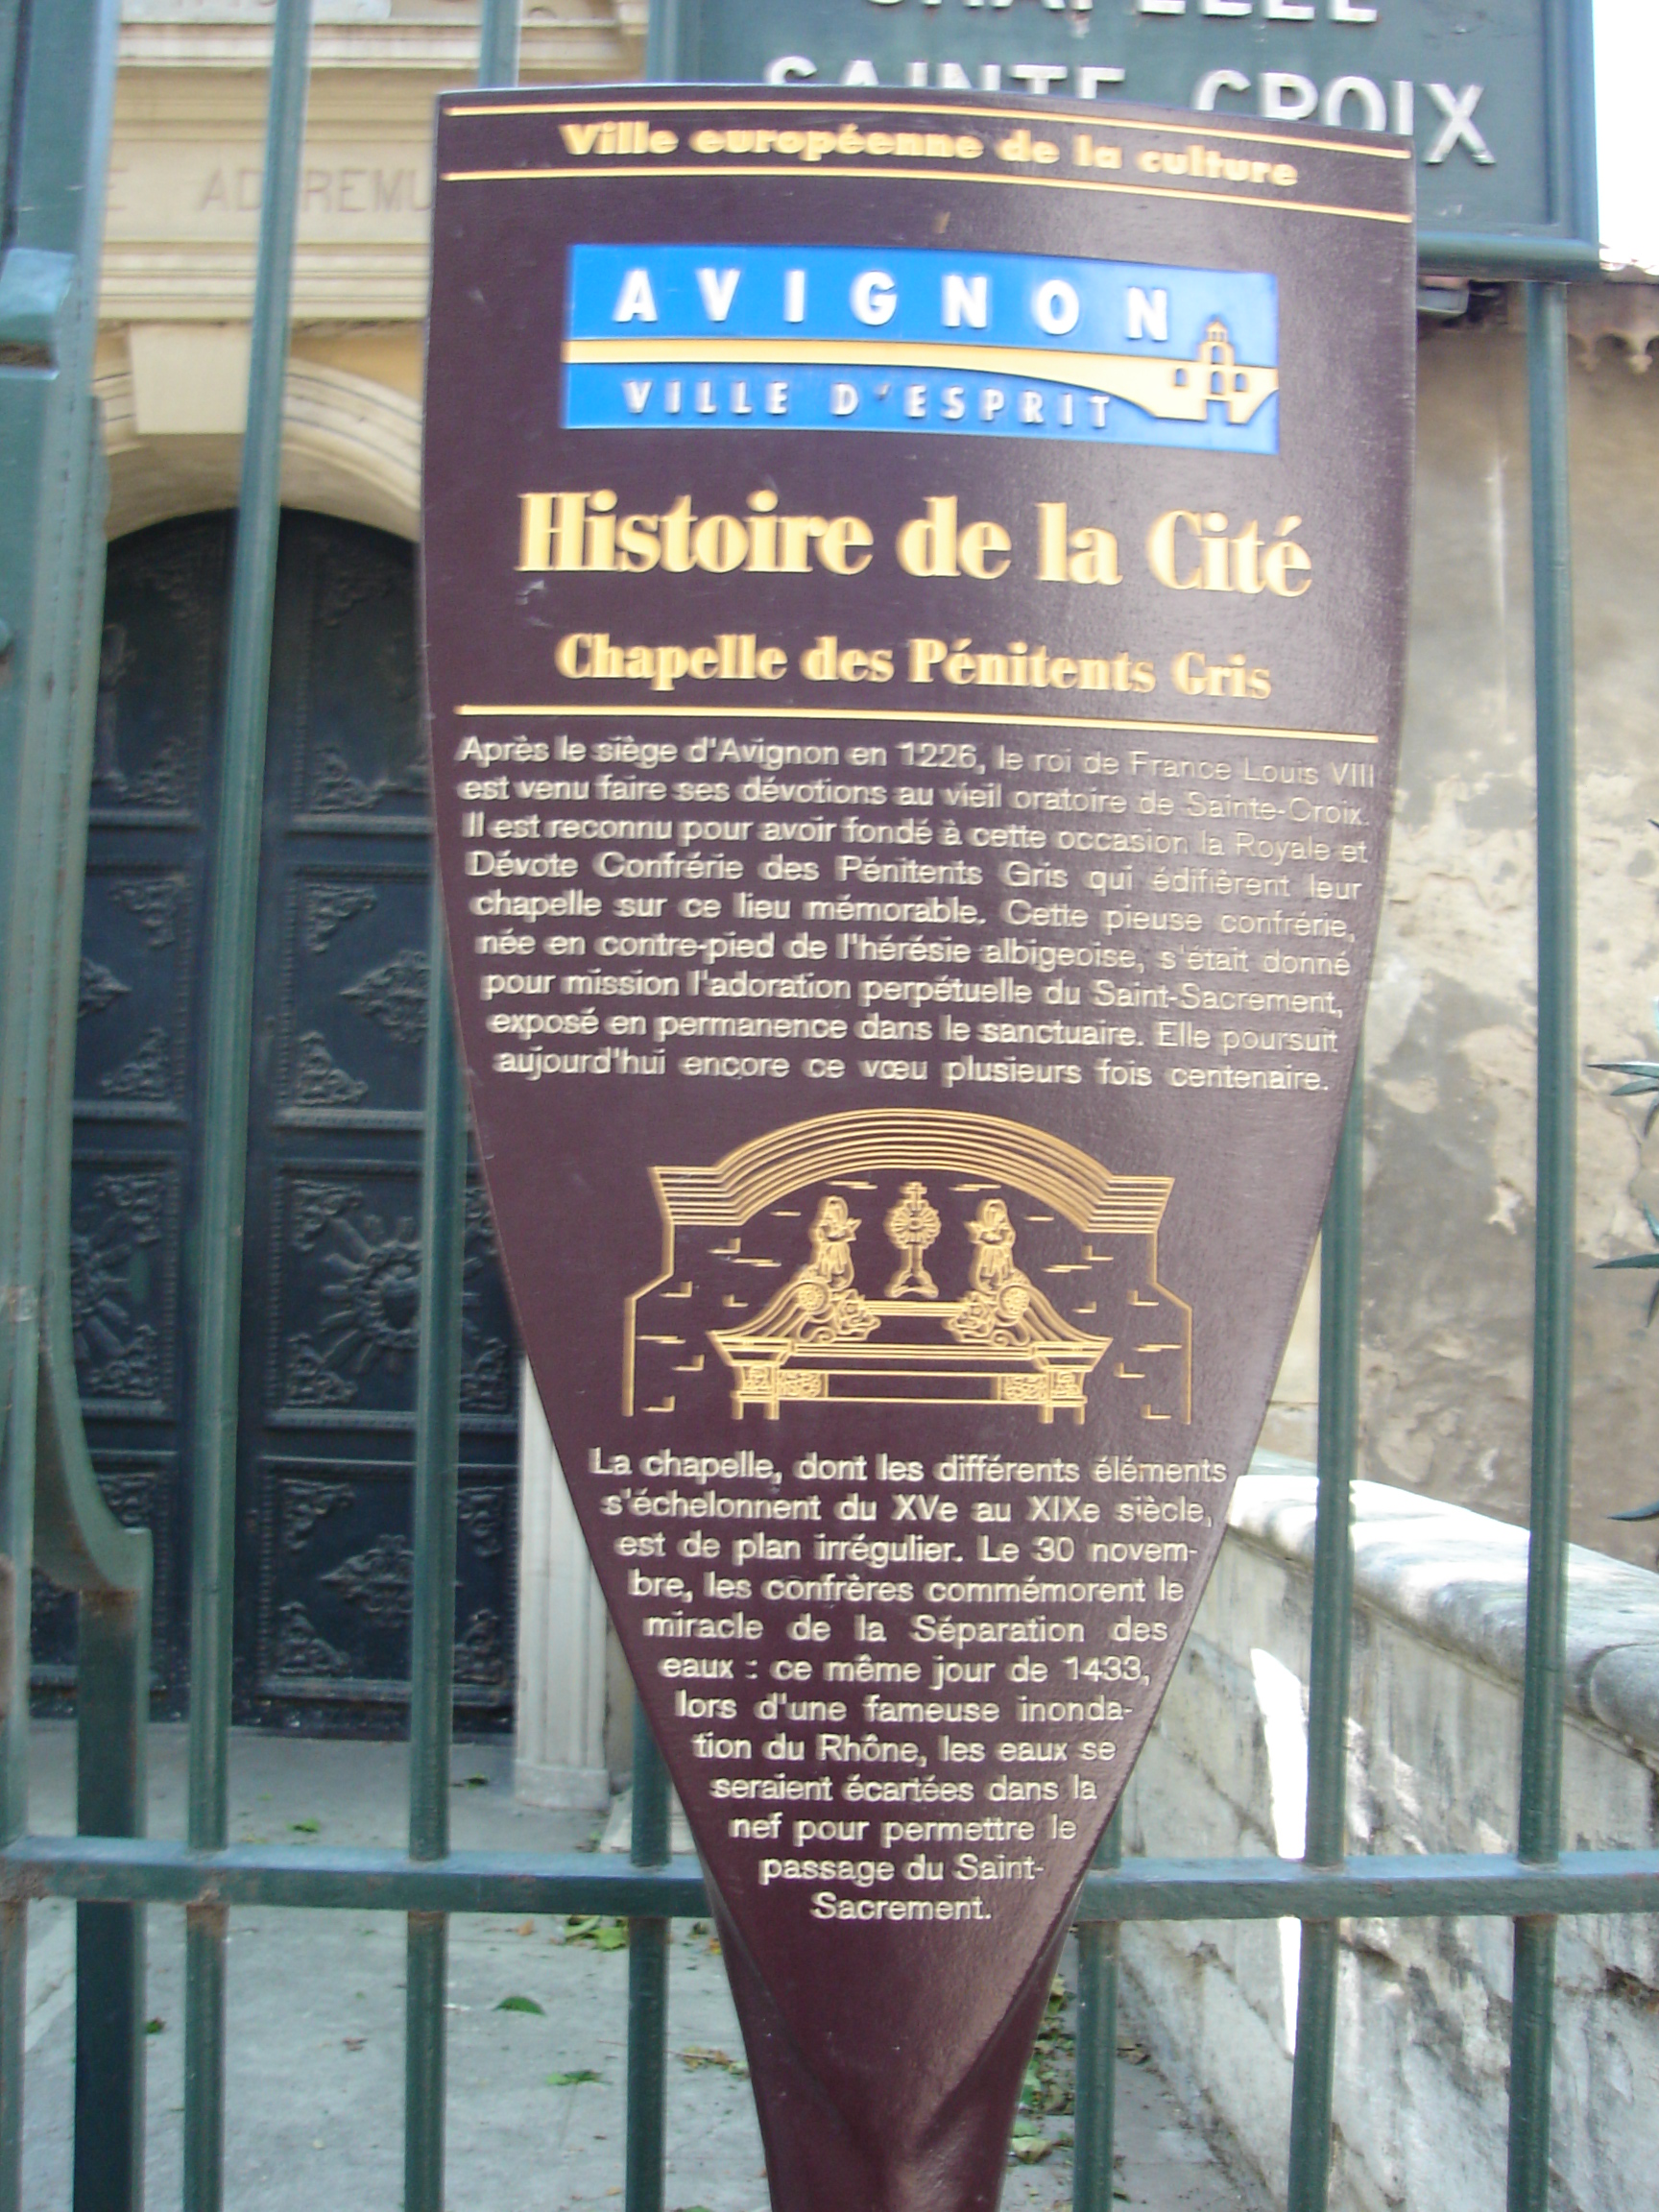 CHAPELLE
SAINTE CROIX
Ville européenne de la culture
AVIGNON
VILLE D'ESPRIT
Histoire de la Cité
Chapelle des Pénitents Gris
Après le siège d'Avignon en 1226, le roi de France Louis VIII
est venu faire ses dévotions au vieil oratoire de Sainte-Croix.
Il est reconnu pour avoir fondé à cette occasion la Royale et
Dévote Confrérie des Pénitents Gris qui édifièrent leur
chapelle sur ce lieu mémorable. Cette pieuse confrérie,
née en contre-pied de l'hérésie albigeoise, s'était donné
pour mission l'adoration perpétuelle du Saint-Sacrement,
exposé en permanence dans le sanctuaire. Elle poursuit
aujourd'hui encore ce vœu plusieurs fois centenaire.
La chapelle, dont les différents éléments
s'échelonnent du XVe au XIXe siècle,
est de plan irrégulier. Le 30 novem-
bre, les confrères commémorent le
miracle de la Séparation des
eaux : ce même jour de 1433,
lors d'une fameuse inonda-
tion du Rhône, les eaux se
seraient écartées dans la
nef pour permettre le
passage du Saint-
Sacrement.